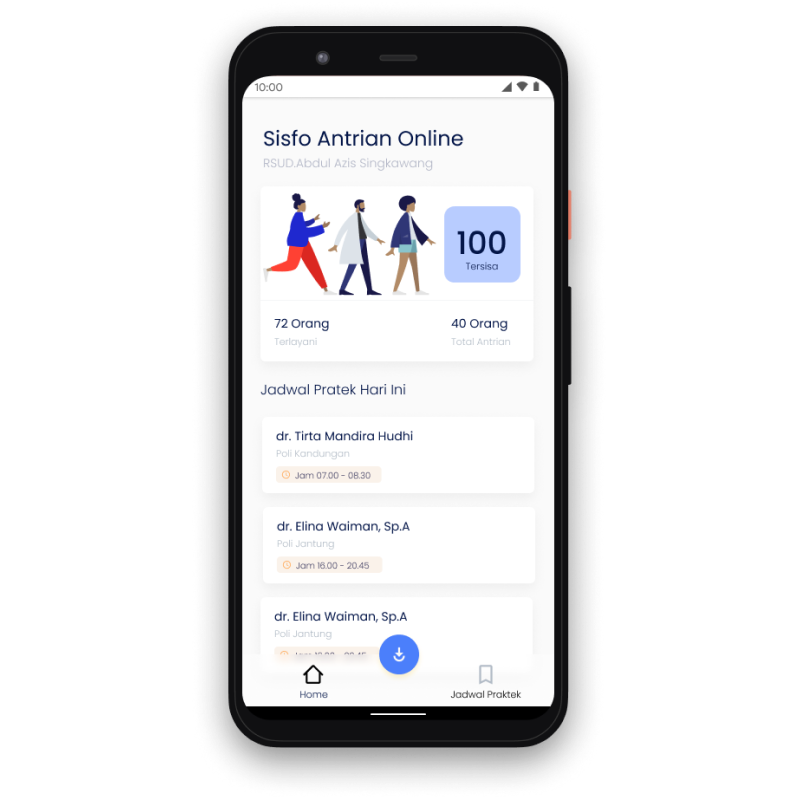 10:00
Sisfo Antrian Online
RSUD.Abdul Azis Singkawang
100
Tersisa
72 Orang
Terlayani
40 Orang
Total Antrian
Jadwal Pratek Hari Ini
dr. Tirta Mandira Hudhi
Poli Kandungan
Jam 07.00 - 08.30
dr. Elina Waiman, Sp.A
Poli Jantung
Jam 16.00 - 20.45
dr. Elina Waiman, Sp.A
Poli Jantung
Home
Jadwal Praktek